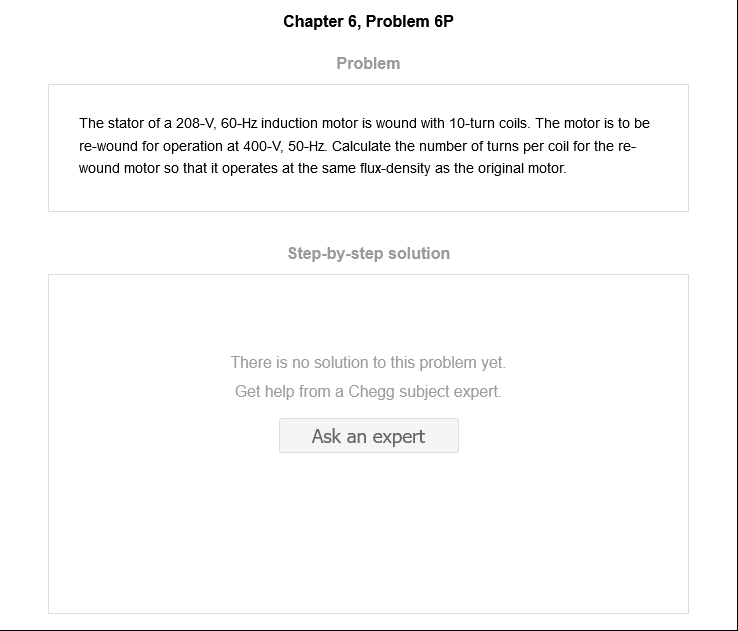 Chapter 6, Problem 6P
Problem
The stator of a 208-V, 60-Hz induction motor is wound with 10-turn coils. The motor is to be
re-wound for operation at 400-V, 50-Hz. Calculate the number of turns per coil for the re-
wound motor so that it operates at the same flux-density as the original motor.
Step-by-step solution
There is no solution to this problem yet.
Get help from a Chegg subject expert.
Ask an expert